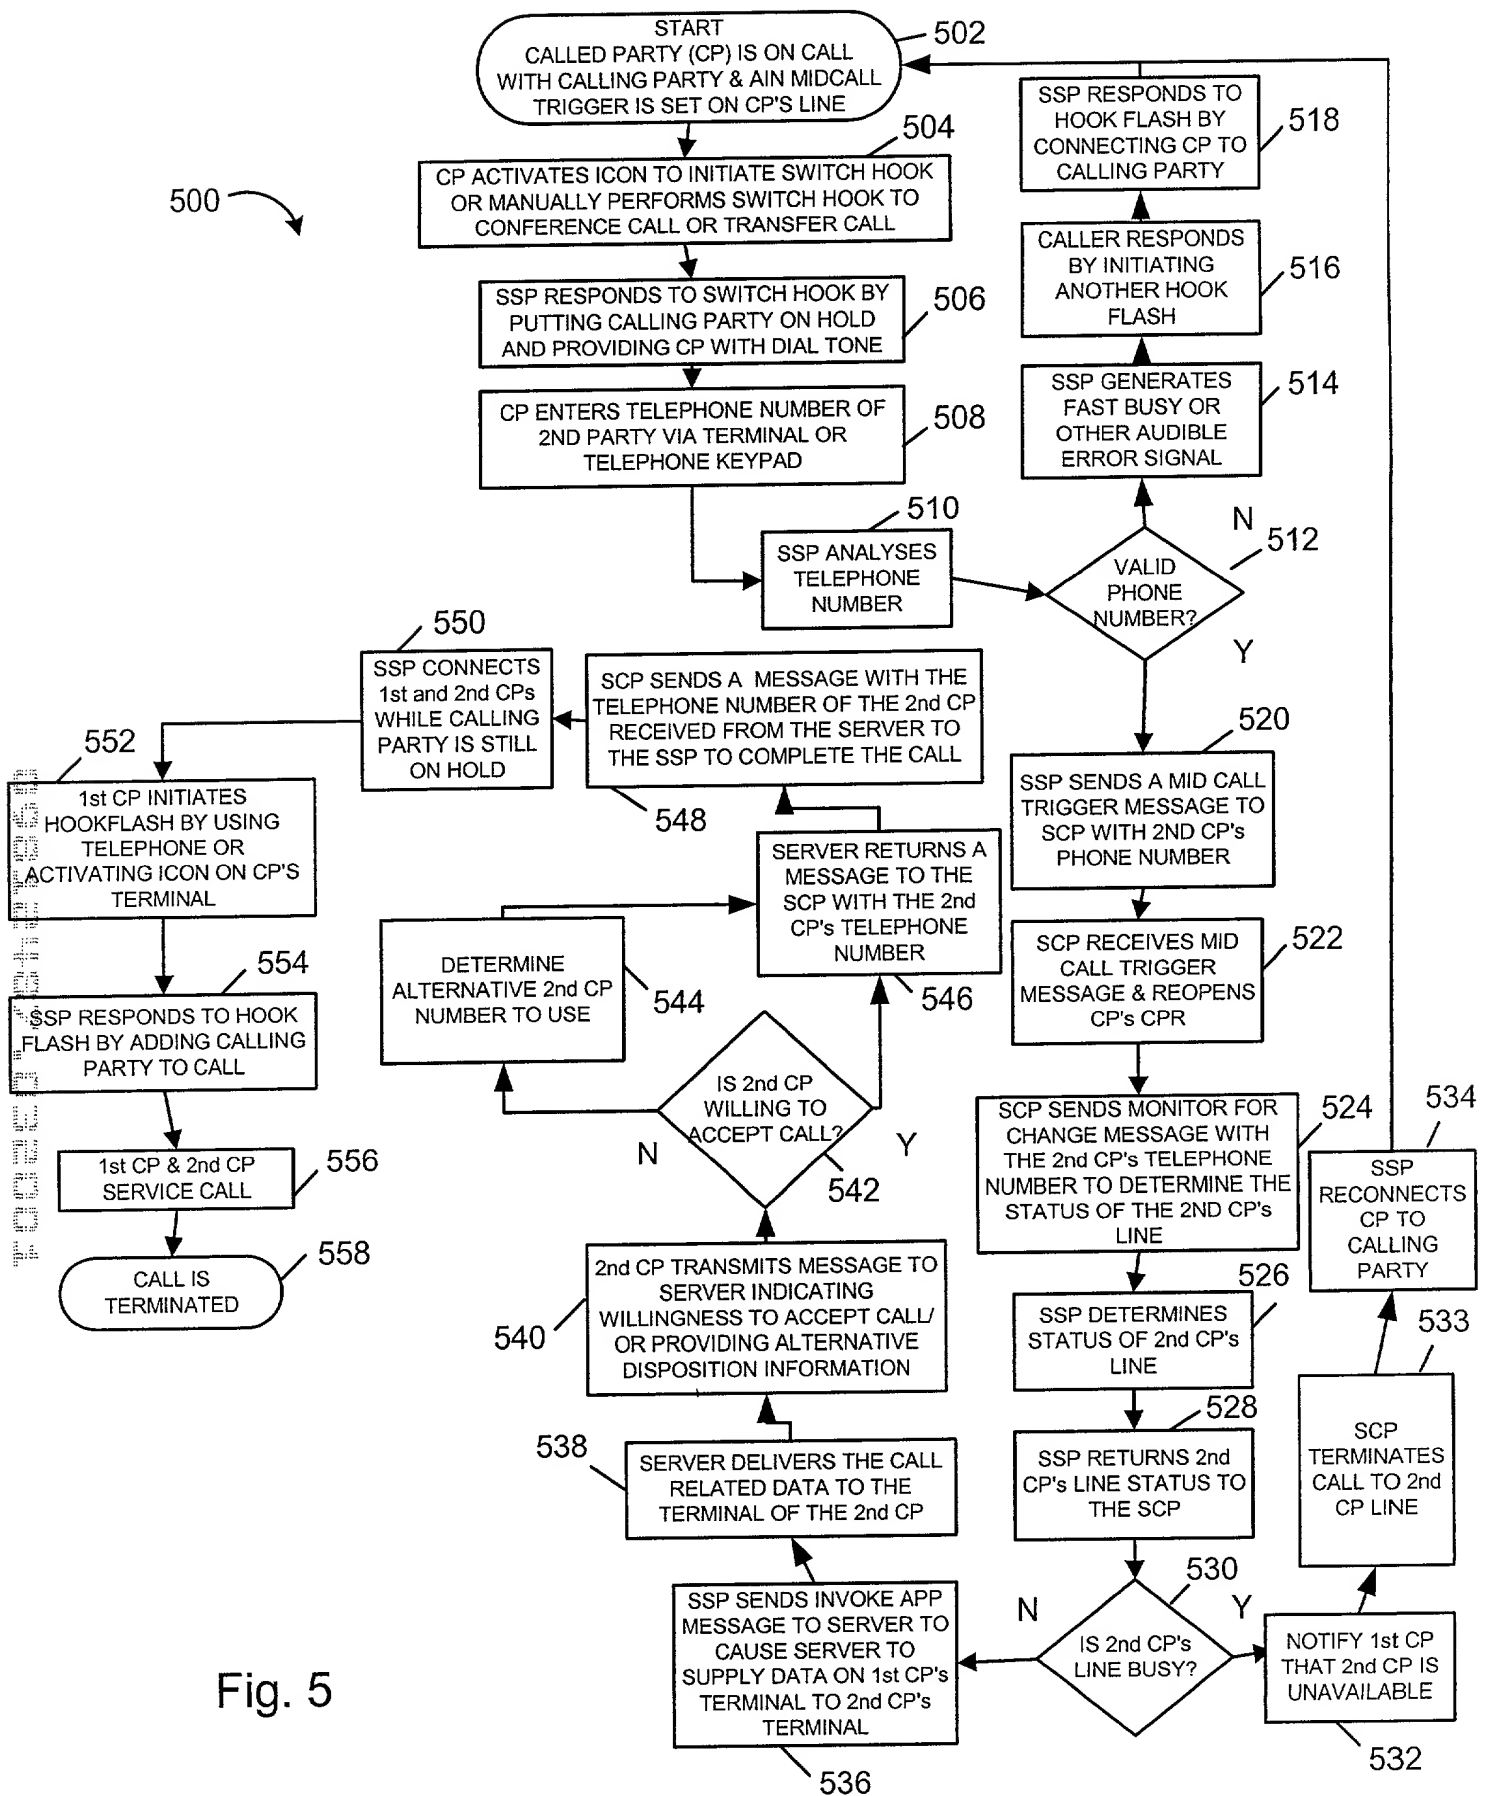 START
CALLED PARTY (CP) IS ON CALL
WITH CALLING PARTY & AIN MIDCALL
TRIGGER IS SET ON CP'S LINE
502
500
504
CP ACTIVATES ICON TO INITIATE SWITCH HOOK
OR MANUALLY PERFORMS SWITCH HOOK TO
CONFERENCE CALL OR TRANSFER CALL
SSP RESPONDS TO SWITCH HOOK BY
PUTTING CALLING PARTY ON HOLD
AND PROVIDING CP WITH DIAL TONE
506
CP ENTERS TELEPHONE NUMBER OF
2ND PARTY VIA TERMINAL OR
TELEPHONE KEYPAD
508
510
SSP ANALYSES
TELEPHONE
NUMBER
VALID
PHONE
NUMBER?
512
N
Y
SSP GENERATES
FAST BUSY OR
OTHER AUDIBLE
ERROR SIGNAL
514
CALLER RESPONDS
BY INITIATING
ANOTHER HOOK
FLASH
516
SSP RESPONDS TO
HOOK FLASH BY
CONNECTING CP TO
CALLING PARTY
518
520
SSP SENDS A MID CALL
TRIGGER MESSAGE TO
SCP WITH 2ND CP's
PHONE NUMBER
SCP RECEIVES MID
CALL TRIGGER
MESSAGE & REOPENS
CP's CPR
522
SCP SENDS MONITOR FOR
CHANGE MESSAGE WITH
THE 2nd CP's TELEPHONE
NUMBER TO DETERMINE THE
STATUS OF THE 2ND CP's
LINE
524
SSP DETERMINES
STATUS OF 2nd CP's
LINE
526
528
SSP RETURNS 2nd
CP's LINE STATUS TO
THE SCP
530
IS 2nd CP's
LINE BUSY?
N
Y
NOTIFY 1st CP
THAT 2nd CP IS
UNAVAILABLE
532
533
SCP
TERMINATES
CALL TO 2nd
CP LINE
534
SSP
RECONNECTS
CP TO
CALLING
PARTY
SSP SENDS INVOKE APP
MESSAGE TO SERVER TO
CAUSE SERVER TO
SUPPLY DATA ON 1st CP's
TERMINAL TO 2nd CP's
TERMINAL
536
538
SERVER DELIVERS THE CALL
RELATED DATA TO THE
TERMINAL OF THE 2nd CP
2nd CP TRANSMITS MESSAGE TO
SERVER INDICATING
WILLINGNESS TO ACCEPT CALL/
OR PROVIDING ALTERNATIVE
DISPOSITION INFORMATION
540
IS 2nd CP
WILLING TO
ACCEPT CALL?
N
Y
542
DETERMINE
ALTERNATIVE 2nd CP
NUMBER TO USE
544
SERVER RETURNS A
MESSAGE TO THE
SCP WITH THE 2nd
CP's TELEPHONE
NUMBER
546
SCP SENDS A MESSAGE WITH THE
TELEPHONE NUMBER OF THE 2nd CP
RECEIVED FROM THE SERVER TO
THE SSP TO COMPLETE THE CALL
548
550
SSP CONNECTS
1st and 2nd CPs
WHILE CALLING
PARTY IS STILL
ON HOLD
552
1st CP INITIATES
HOOKFLASH BY USING
TELEPHONE OR
ACTIVATING ICON ON CP'S
TERMINAL
554
SSP RESPONDS TO HOOK
FLASH BY ADDING CALLING
PARTY TO CALL
1st CP & 2nd CP
SERVICE CALL
556
CALL IS
TERMINATED
558
Fig. 5